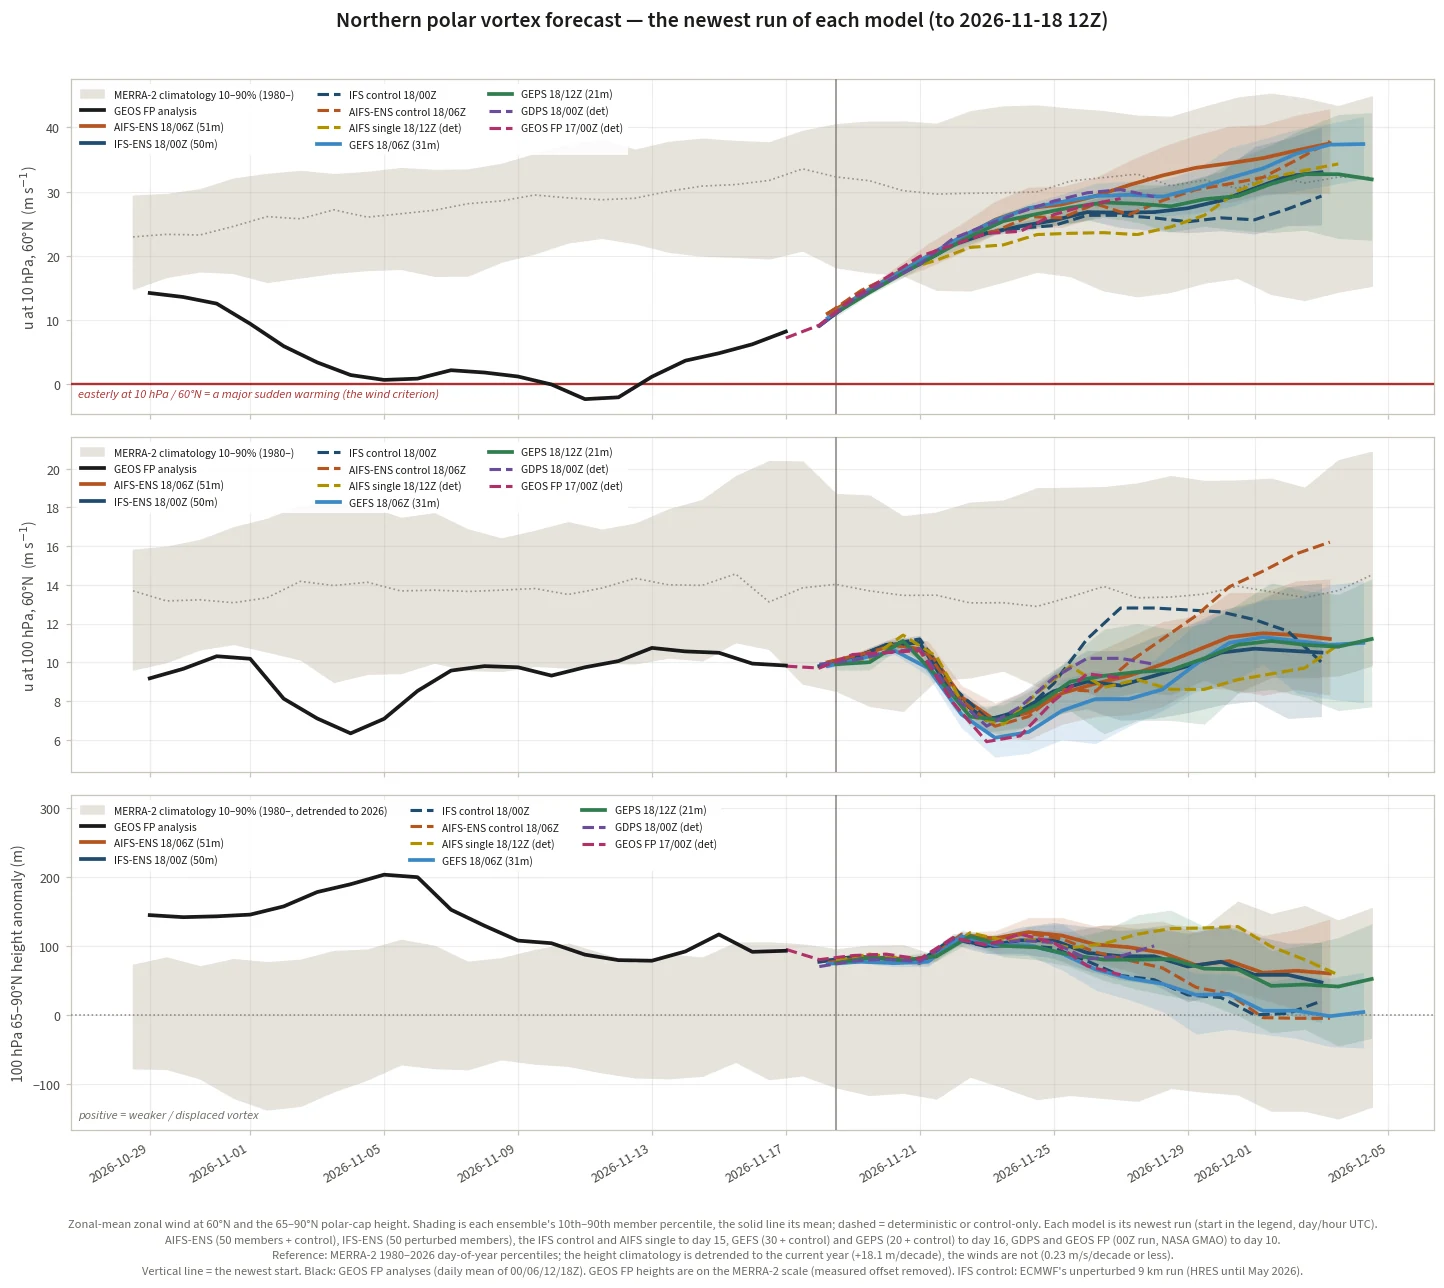 Northern polar vortex forecast — the newest run of each model (to 2026-11-18 12Z)
u at 10 hPa, 60°N (m s⁻¹)
40
30
20
10
0
MERRA-2 climatology 10–90% (1980–)
GEOS FP analysis
AIFS-ENS 18/06Z (51m)
IFS-ENS 18/00Z (50m)
IFS control 18/00Z
AIFS-ENS control 18/06Z
AIFS single 18/12Z (det)
GEFS 18/06Z (31m)
GEPS 18/12Z (21m)
GDPS 18/00Z (det)
GEOS FP 17/00Z (det)
easterly at 10 hPa / 60°N = a major sudden warming (the wind criterion)
u at 100 hPa, 60°N (m s⁻¹)
20
18
16
14
12
10
8
6
MERRA-2 climatology 10–90% (1980–)
GEOS FP analysis
AIFS-ENS 18/06Z (51m)
IFS-ENS 18/00Z (50m)
IFS control 18/00Z
AIFS-ENS control 18/06Z
AIFS single 18/12Z (det)
GEFS 18/06Z (31m)
GEPS 18/12Z (21m)
GDPS 18/00Z (det)
GEOS FP 17/00Z (det)
100 hPa 65–90°N height anomaly (m)
300
200
100
0
−100
MERRA-2 climatology 10–90% (1980–, detrended to 2026)
GEOS FP analysis
AIFS-ENS 18/06Z (51m)
IFS-ENS 18/00Z (50m)
IFS control 18/00Z
AIFS-ENS control 18/06Z
AIFS single 18/12Z (det)
GEFS 18/06Z (31m)
GEPS 18/12Z (21m)
GDPS 18/00Z (det)
GEOS FP 17/00Z (det)
positive = weaker / displaced vortex
2026-10-29
2026-11-01
2026-11-05
2026-11-09
2026-11-13
2026-11-17
2026-11-21
2026-11-25
2026-11-29
2026-12-01
2026-12-05
Zonal-mean zonal wind at 60°N and the 65–90°N polar-cap height. Shading is each ensemble's 10th–90th member percentile, the solid line its mean; dashed = deterministic or control-only. Each model is its newest run (start in the legend, day/hour UTC).
AIFS-ENS (50 members + control), IFS-ENS (50 perturbed members), the IFS control and AIFS single to day 15, GEFS (30 + control) and GEPS (20 + control) to day 16, GDPS and GEOS FP (00Z run, NASA GMAO) to day 10.
Reference: MERRA-2 1980–2026 day-of-year percentiles; the height climatology is detrended to the current year (+18.1 m/decade), the winds are not (0.23 m/s/decade or less).
Vertical line = the newest start. Black: GEOS FP analyses (daily mean of 00/06/12/18Z). GEOS FP heights are on the MERRA-2 scale (measured offset removed). IFS control: ECMWF's unperturbed 9 km run (HRES until May 2026).